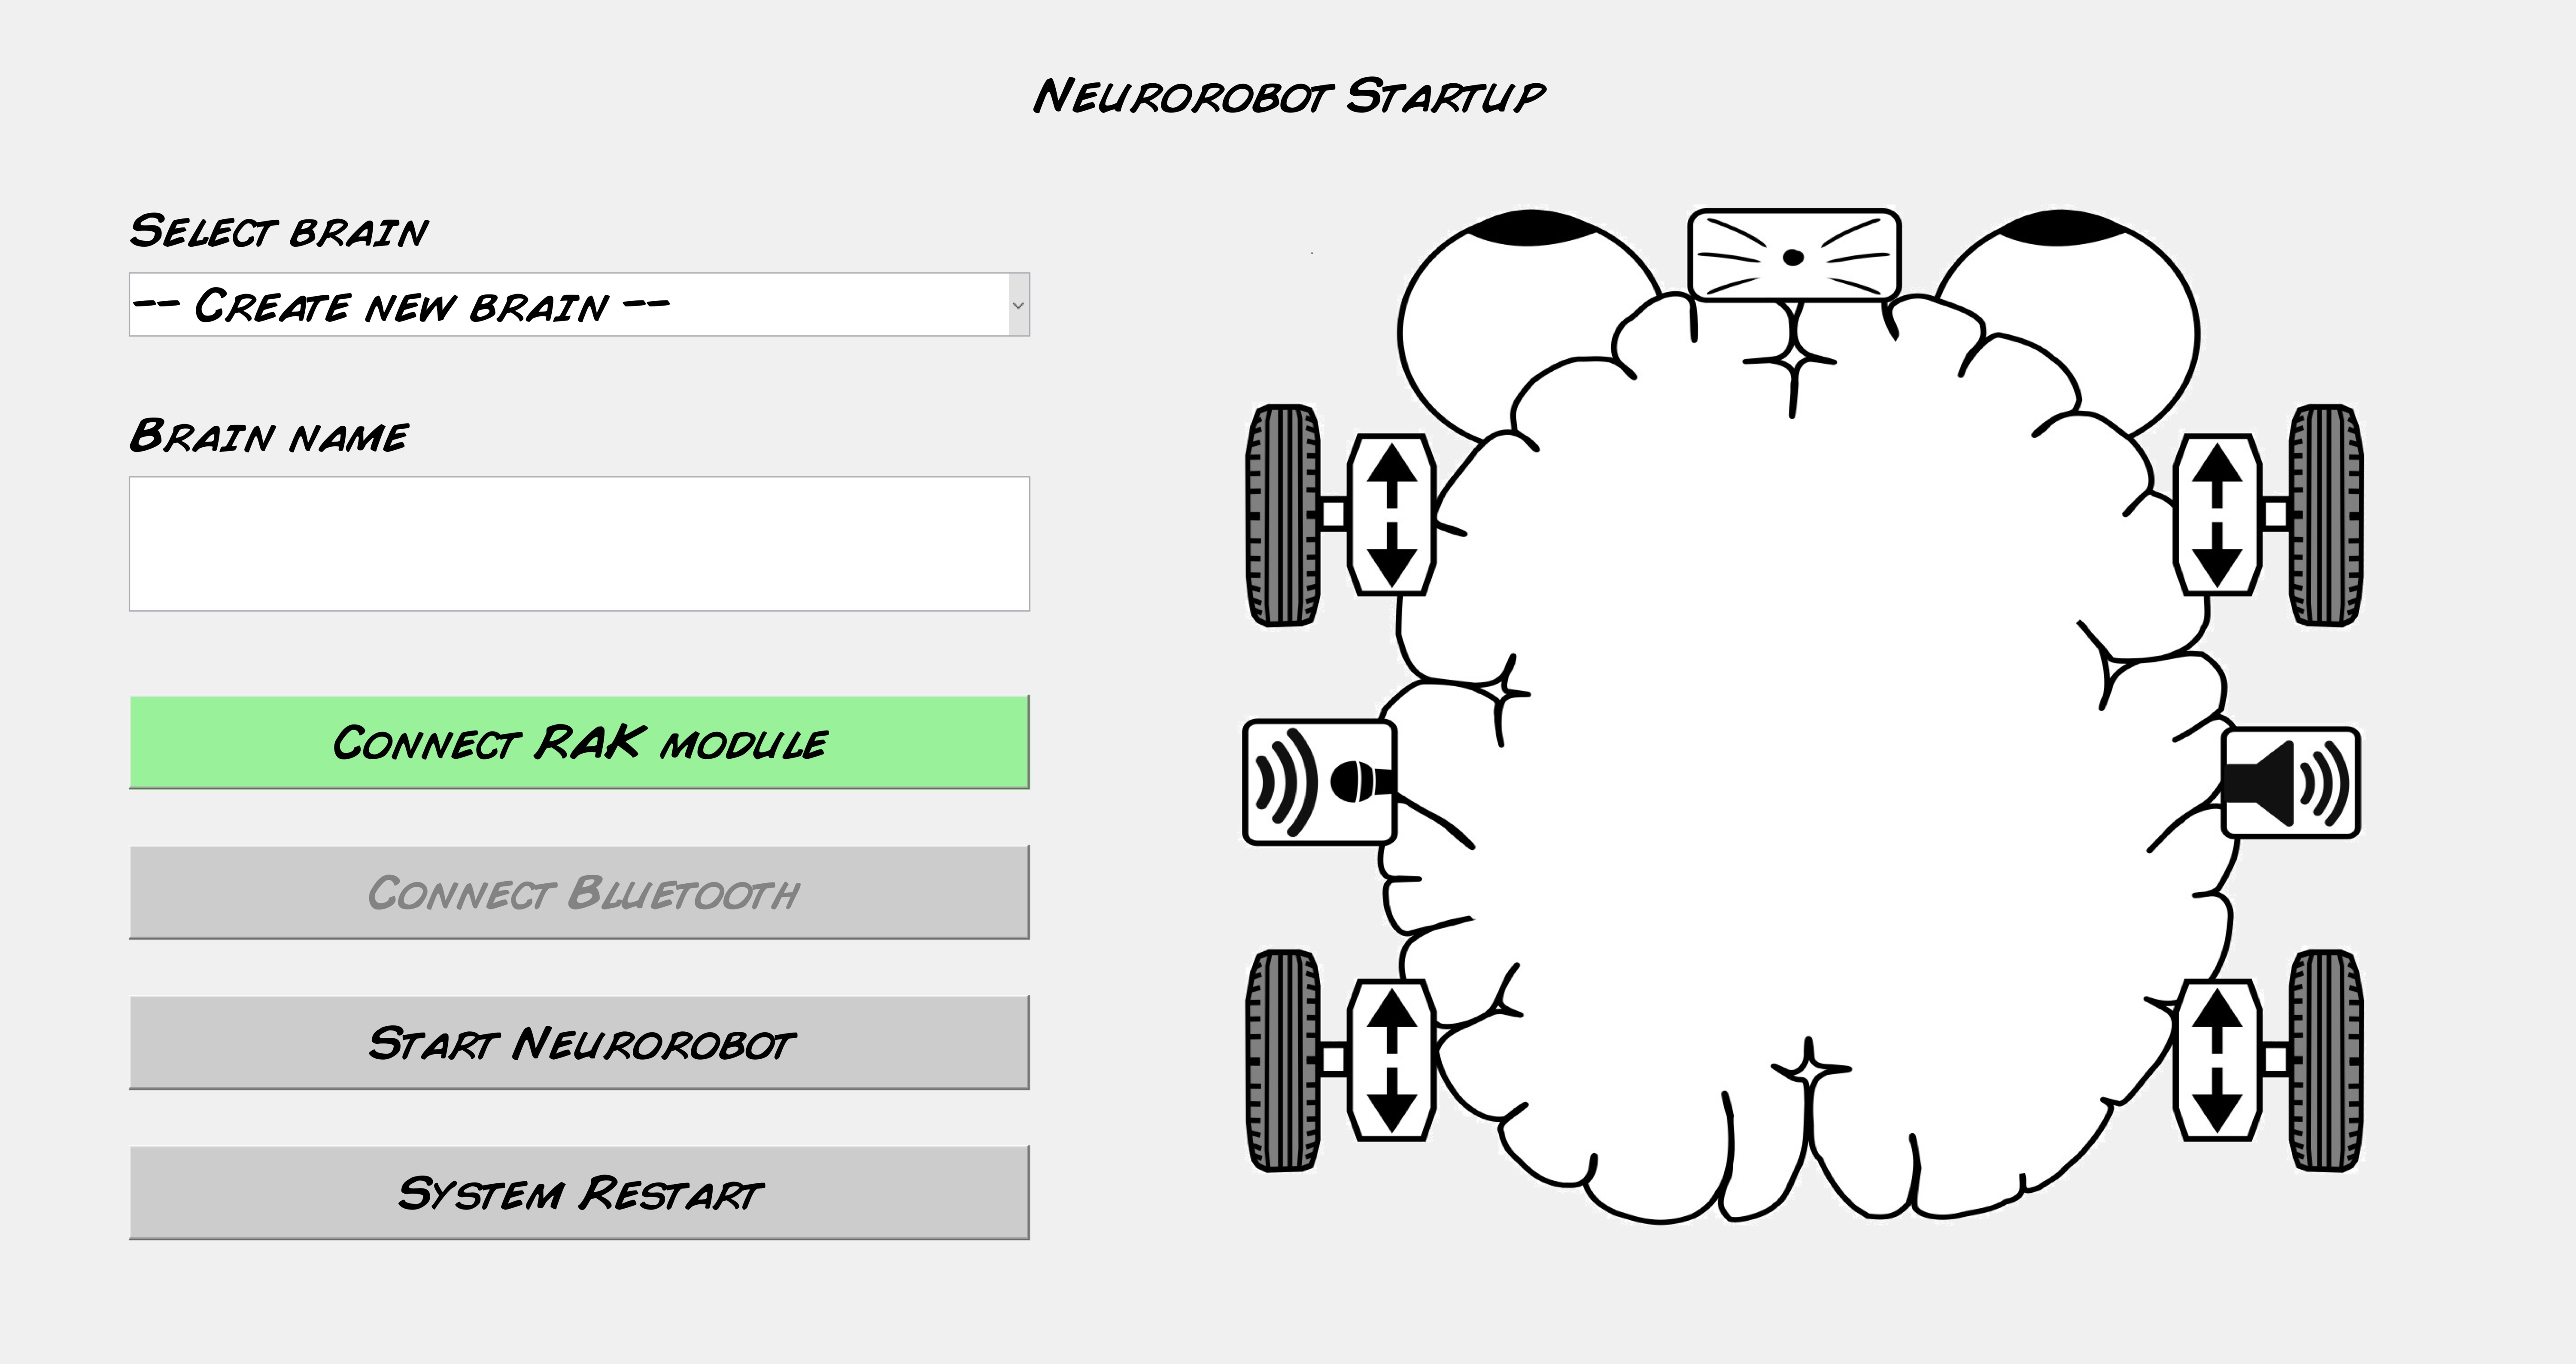 Neurorobot Startup
Select brain
-- Create new brain --
Brain name
Connect RAK module
Connect Bluetooth
Start Neurorobot
System Restart